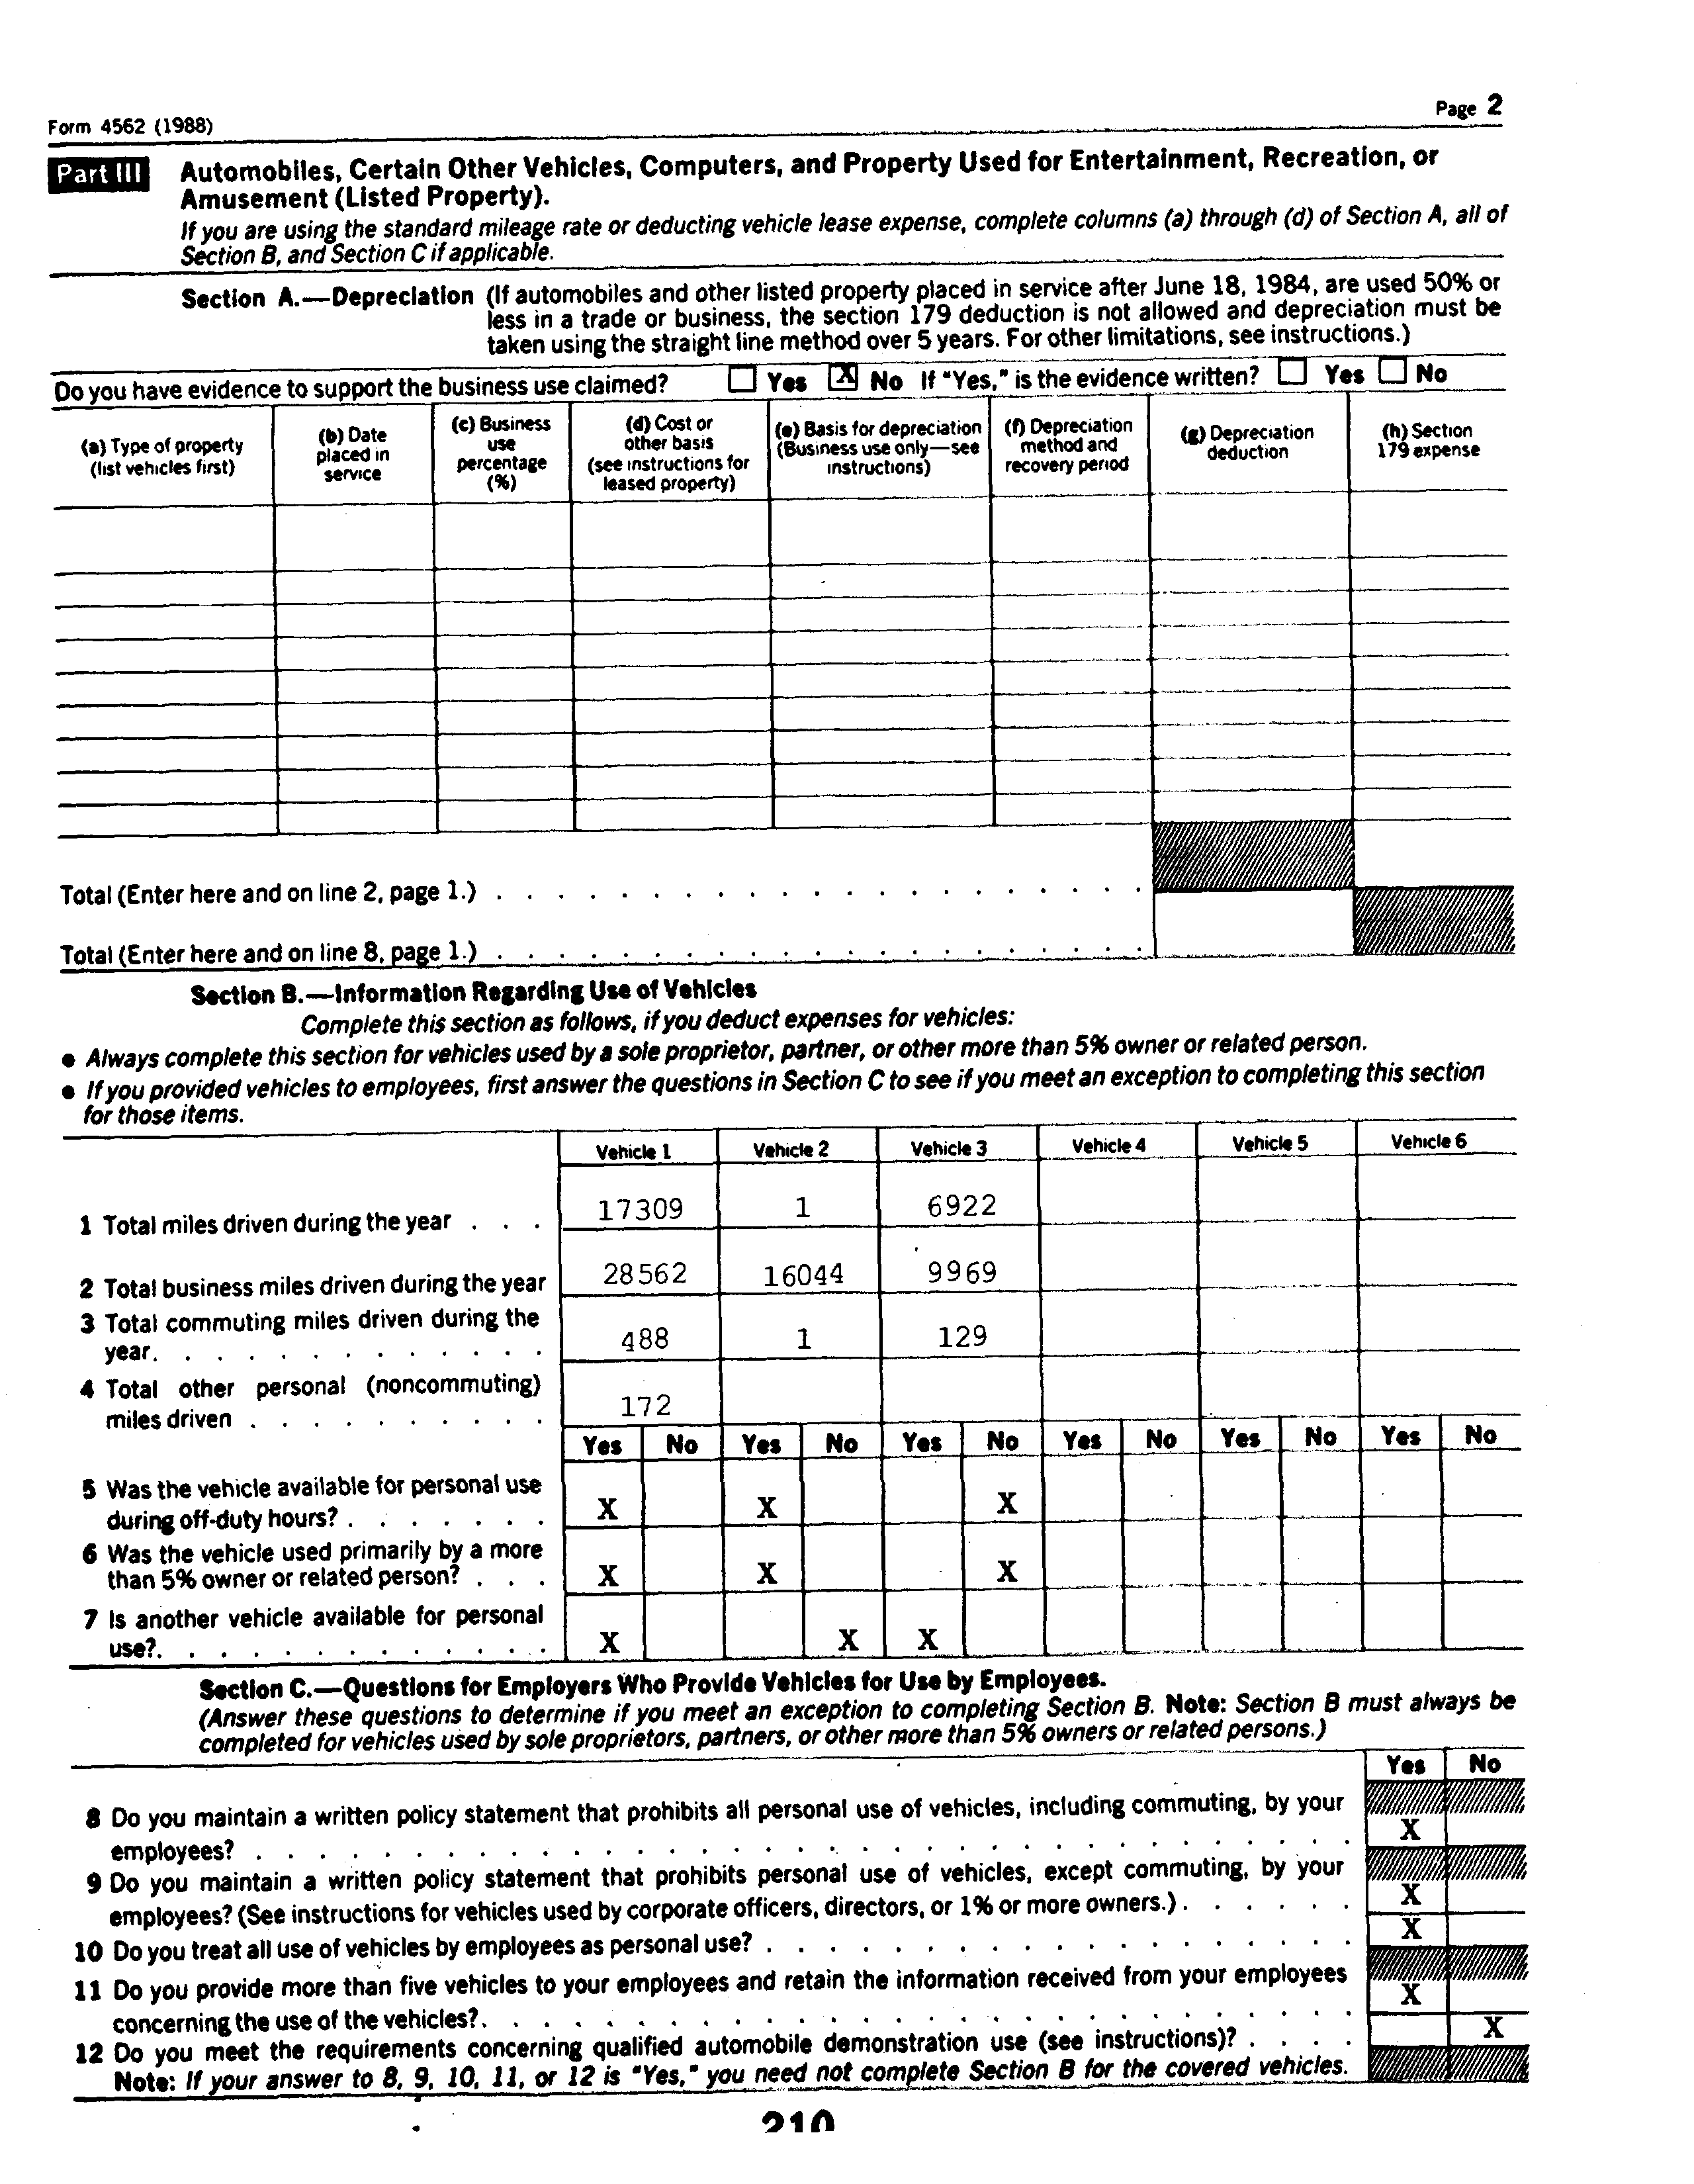 Form 4562 (1988)
Page 2
Part III
Automobiles, Certain Other Vehicles, Computers, and Property Used for Entertainment, Recreation, or
Amusement (Listed Property).
If you are using the standard mileage rate or deducting vehicle lease expense, complete columns (a) through (d) of Section A, all of
Section B, and Section C if applicable.
Section A.—Depreciation (If automobiles and other listed property placed in service after June 18, 1984, are used 50% or
less in a trade or business, the section 179 deduction is not allowed and depreciation must be
taken using the straight line method over 5 years. For other limitations, see instructions.)
Do you have evidence to support the business use claimed? Yes X No If "Yes," is the evidence written? Yes No
(a) Type of property
(list vehicles first)
(b) Date
placed in
service
(c) Business
use
percentage
(%)
(d) Cost or
other basis
(see instructions for
leased property)
(e) Basis for depreciation
(Business use only—see
instructions)
(f) Depreciation
method and
recovery period
(g) Depreciation
deduction
(h) Section
179 expense
Total (Enter here and on line 2, page 1.) . . . . . . . . . . . . . . . . . . . . . .
Total (Enter here and on line 8, page 1.) . . . . . . . . . . . . . . . . . . . . . .
Section B.—Information Regarding Use of Vehicles
Complete this section as follows, if you deduct expenses for vehicles:
● Always complete this section for vehicles used by a sole proprietor, partner, or other more than 5% owner or related person.
● If you provided vehicles to employees, first answer the questions in Section C to see if you meet an exception to completing this section
for those items.
Vehicle 1 Vehicle 2 Vehicle 3 Vehicle 4 Vehicle 5 Vehicle 6
1 Total miles driven during the year . . . 17309 1 6922
2 Total business miles driven during the year 28562 16044 9969
3 Total commuting miles driven during the
year. . . . . . . . . . . . . 488 1 129
4 Total other personal (noncommuting)
miles driven . . . . . . . . . . 172
Yes No Yes No Yes No Yes No Yes No Yes No
5 Was the vehicle available for personal use
during off-duty hours? . . . . . . . X X X
6 Was the vehicle used primarily by a more
than 5% owner or related person? . . . X X X
7 Is another vehicle available for personal
use?. . . . . . . . . . . . . X X X
Section C.—Questions for Employers Who Provide Vehicles for Use by Employees.
(Answer these questions to determine if you meet an exception to completing Section B. Note: Section B must always be
completed for vehicles used by sole proprietors, partners, or other more than 5% owners or related persons.)
Yes No
8 Do you maintain a written policy statement that prohibits all personal use of vehicles, including commuting, by your
employees? . . . . . . . . . . . . . . . . . . . . . . . . . . . . . . . . . . . X
9 Do you maintain a written policy statement that prohibits personal use of vehicles, except commuting, by your
employees? (See instructions for vehicles used by corporate officers, directors, or 1% or more owners.) . . . . . . X
10 Do you treat all use of vehicles by employees as personal use? . . . . . . . . . . . . . . . . . . . X
11 Do you provide more than five vehicles to your employees and retain the information received from your employees
concerning the use of the vehicles?. . . . . . . . . . . . . . . . . . . . . . . . . . . . X
12 Do you meet the requirements concerning qualified automobile demonstration use (see instructions)? . . . . X
Note: If your answer to 8, 9, 10, 11, or 12 is "Yes," you need not complete Section B for the covered vehicles.
210